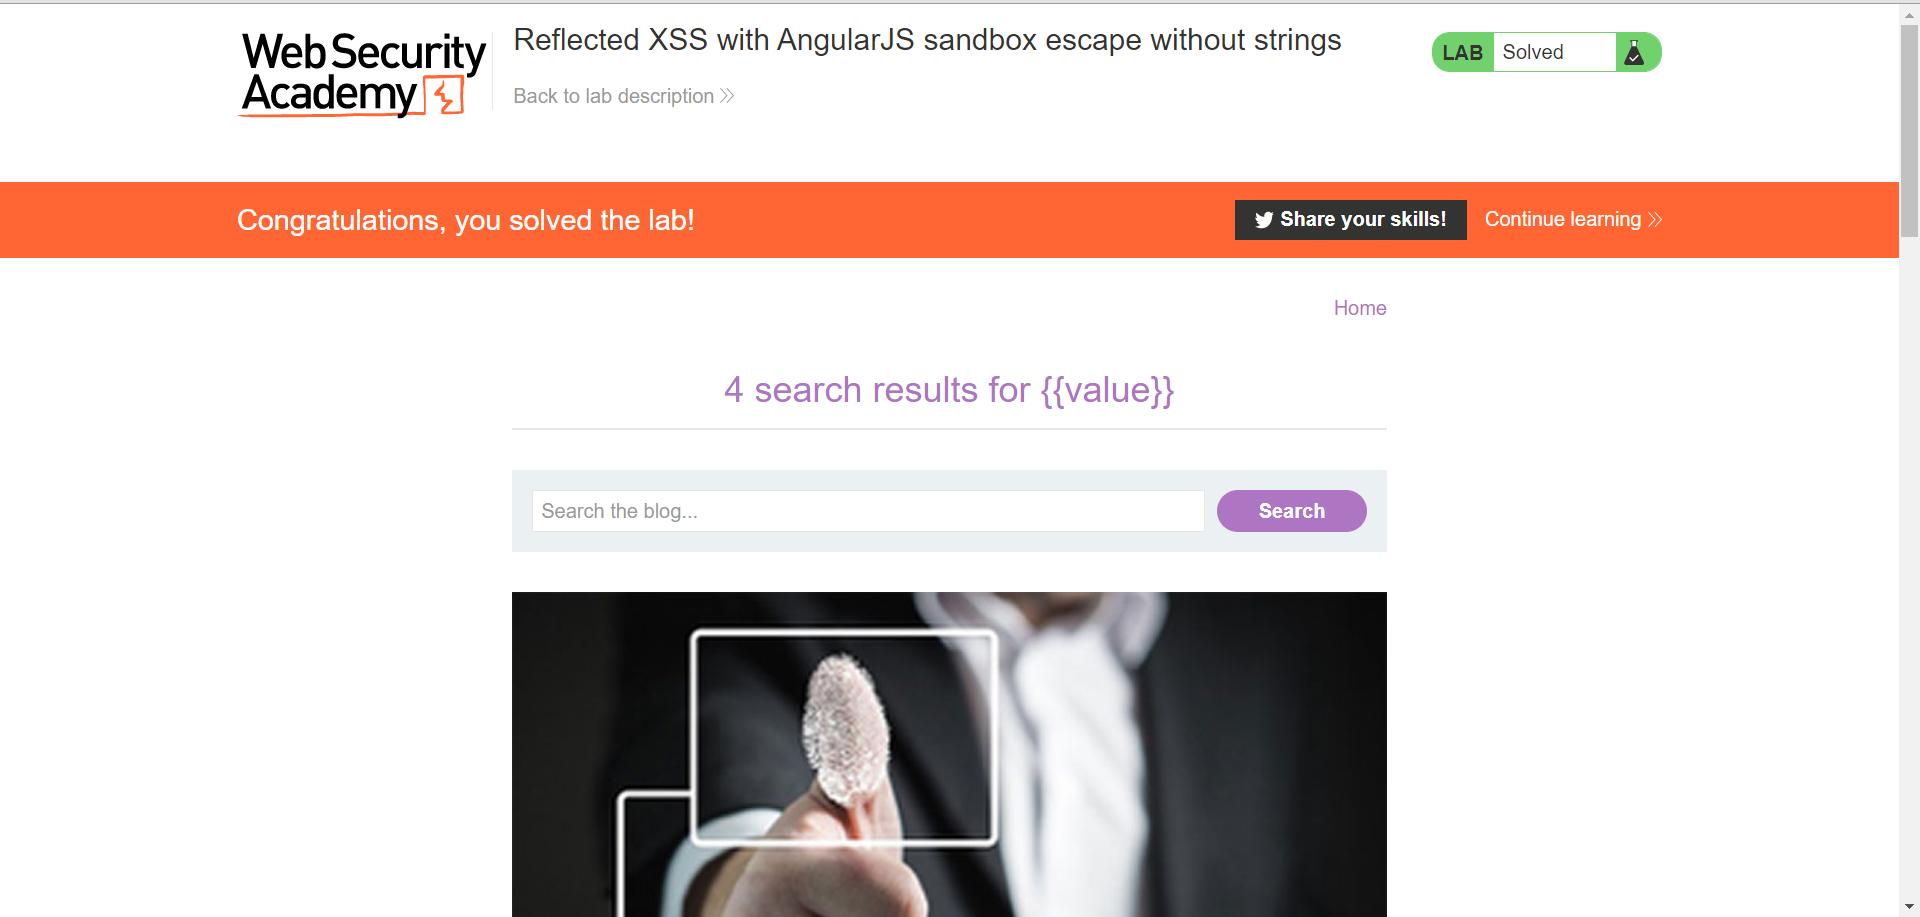 Web Security
Academy
Reflected XSS with AngularJS sandbox escape without strings
Back to lab description
LAB Solved
Congratulations, you solved the lab!
Share your skills!
Continue learning
Home
4 search results for {{value}}
Search the blog...
Search